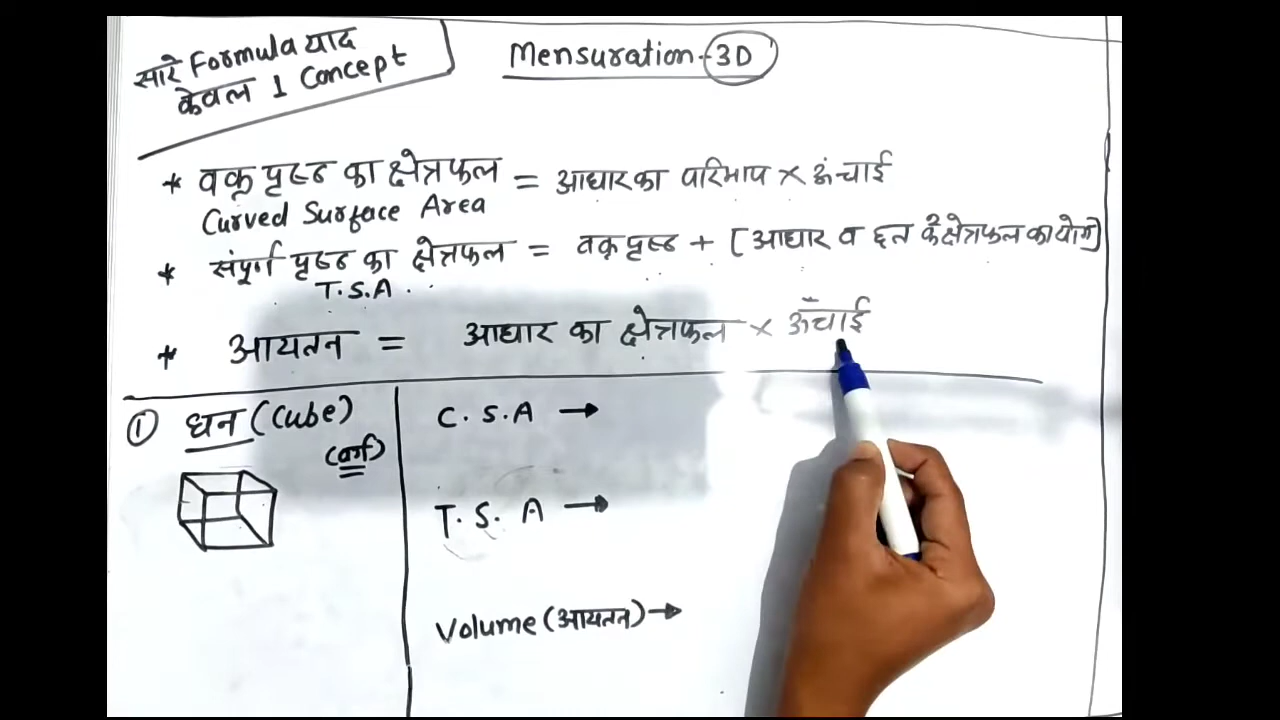 सारे Formula याद
केवल 1 Concept
Mensuration-3D
* वक्र पृष्ठ का क्षेत्रफल = आधार का परिमाप × ऊंचाई
Curved Surface Area
* संपूर्ण पृष्ठ का क्षेत्रफल = वक्र पृष्ठ + [आधार व छत के क्षेत्रफल का योग]
T.S.A.
* आयतन = आधार का क्षेत्रफल × ऊँचाई
① घन (Cube)
(वर्ग)
C.S.A →
T.S.A →
Volume (आयतन) →